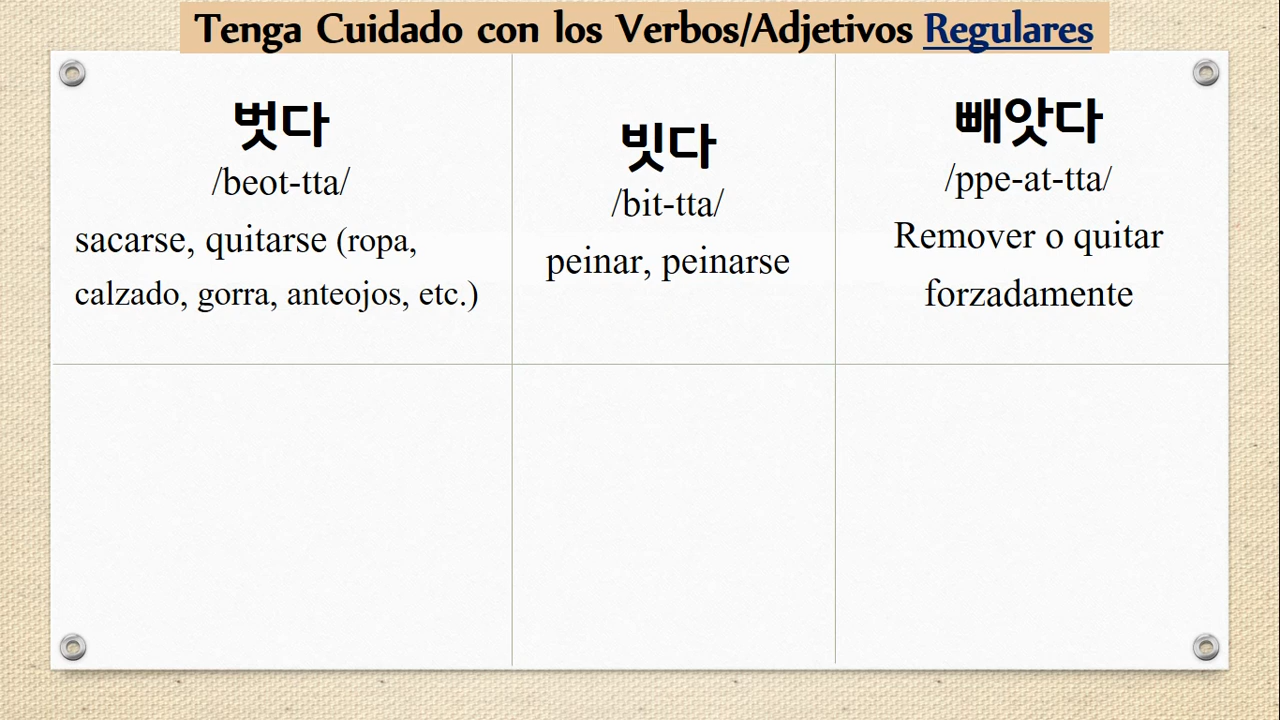 Tenga Cuidado con los Verbos/Adjetivos Regulares
벗다
/beot-tta/
sacarse, quitarse (ropa,
calzado, gorra, anteojos, etc.)
빗다
/bit-tta/
peinar, peinarse
빼앗다
/ppe-at-tta/
Remover o quitar
forzadamente